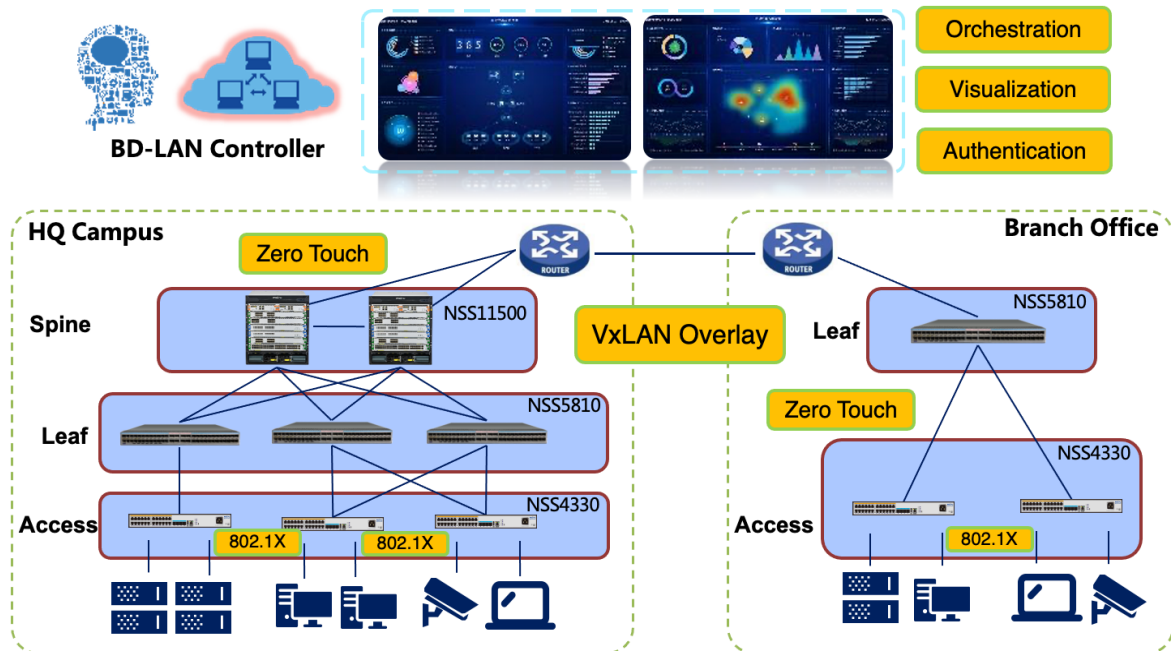 Orchestration
Visualization
Authentication
BD-LAN Controller
365
HQ Campus
Zero Touch
ROUTER
Spine
NSS11500
VxLAN Overlay
Leaf
NSS5810
Access
NSS4330
802.1X
802.1X
Branch Office
ROUTER
NSS5810
Leaf
Zero Touch
NSS4330
Access
802.1X